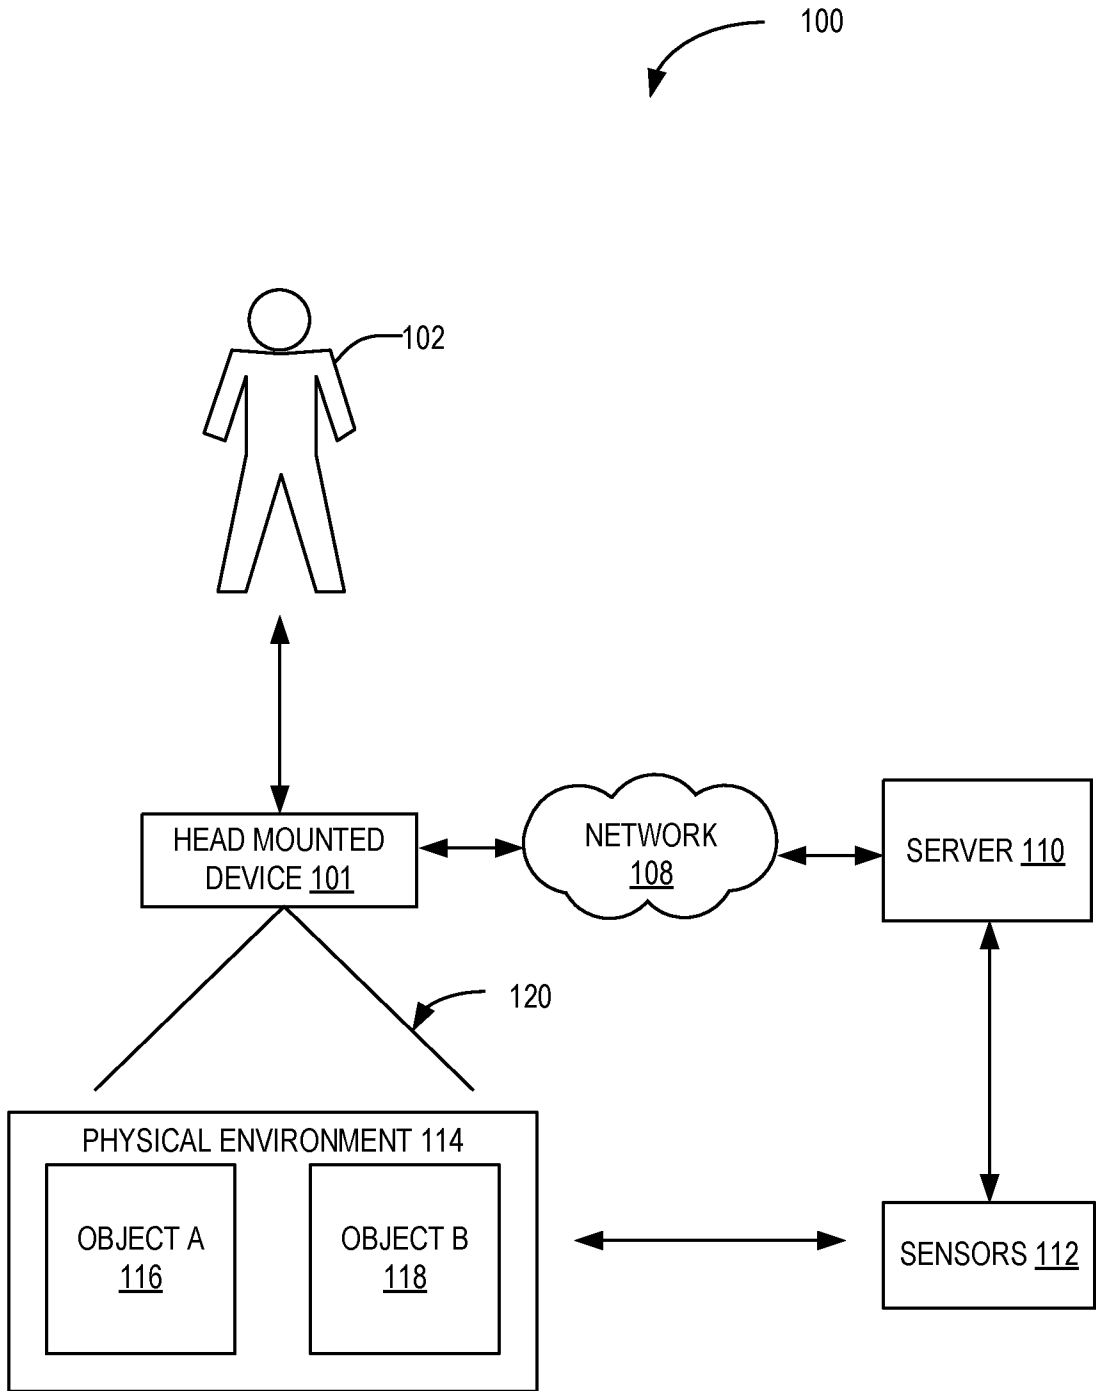 100
102
HEAD MOUNTED
DEVICE 101
NETWORK
108
SERVER 110
120
PHYSICAL ENVIRONMENT 114
OBJECT A
116
OBJECT B
118
SENSORS 112